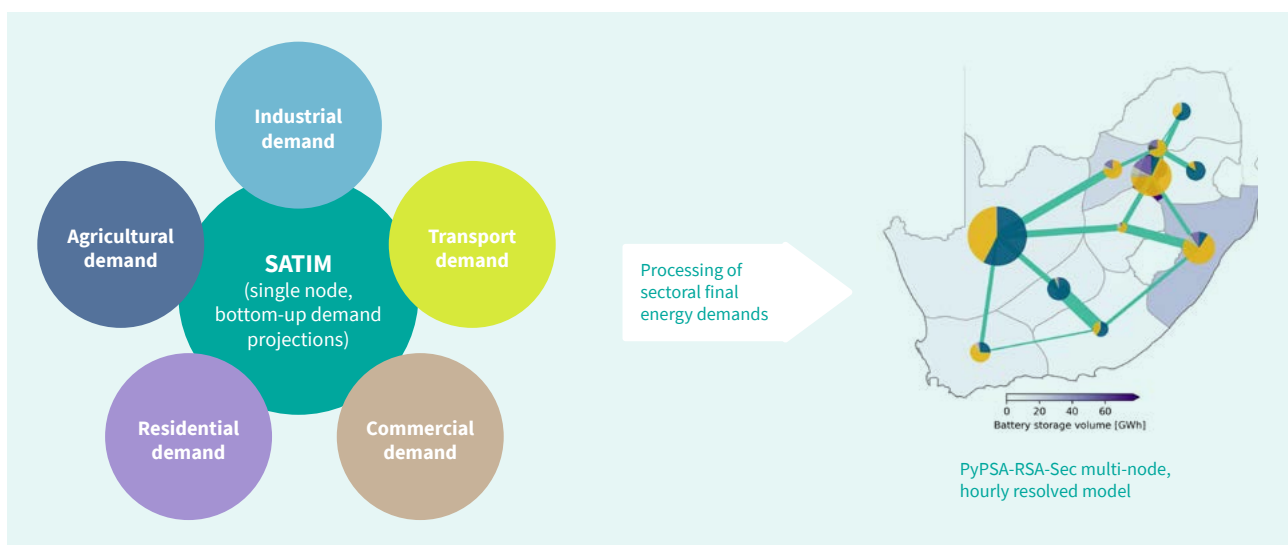 Industrial
demand
Agricultural
demand
Transport
demand
SATIM
(single node,
bottom-up demand
projections)
Residential
demand
Commercial
demand
Processing of
sectoral final
energy demands
0 20 40 60
Battery storage volume [GWh]
PyPSA-RSA-Sec multi-node,
hourly resolved model